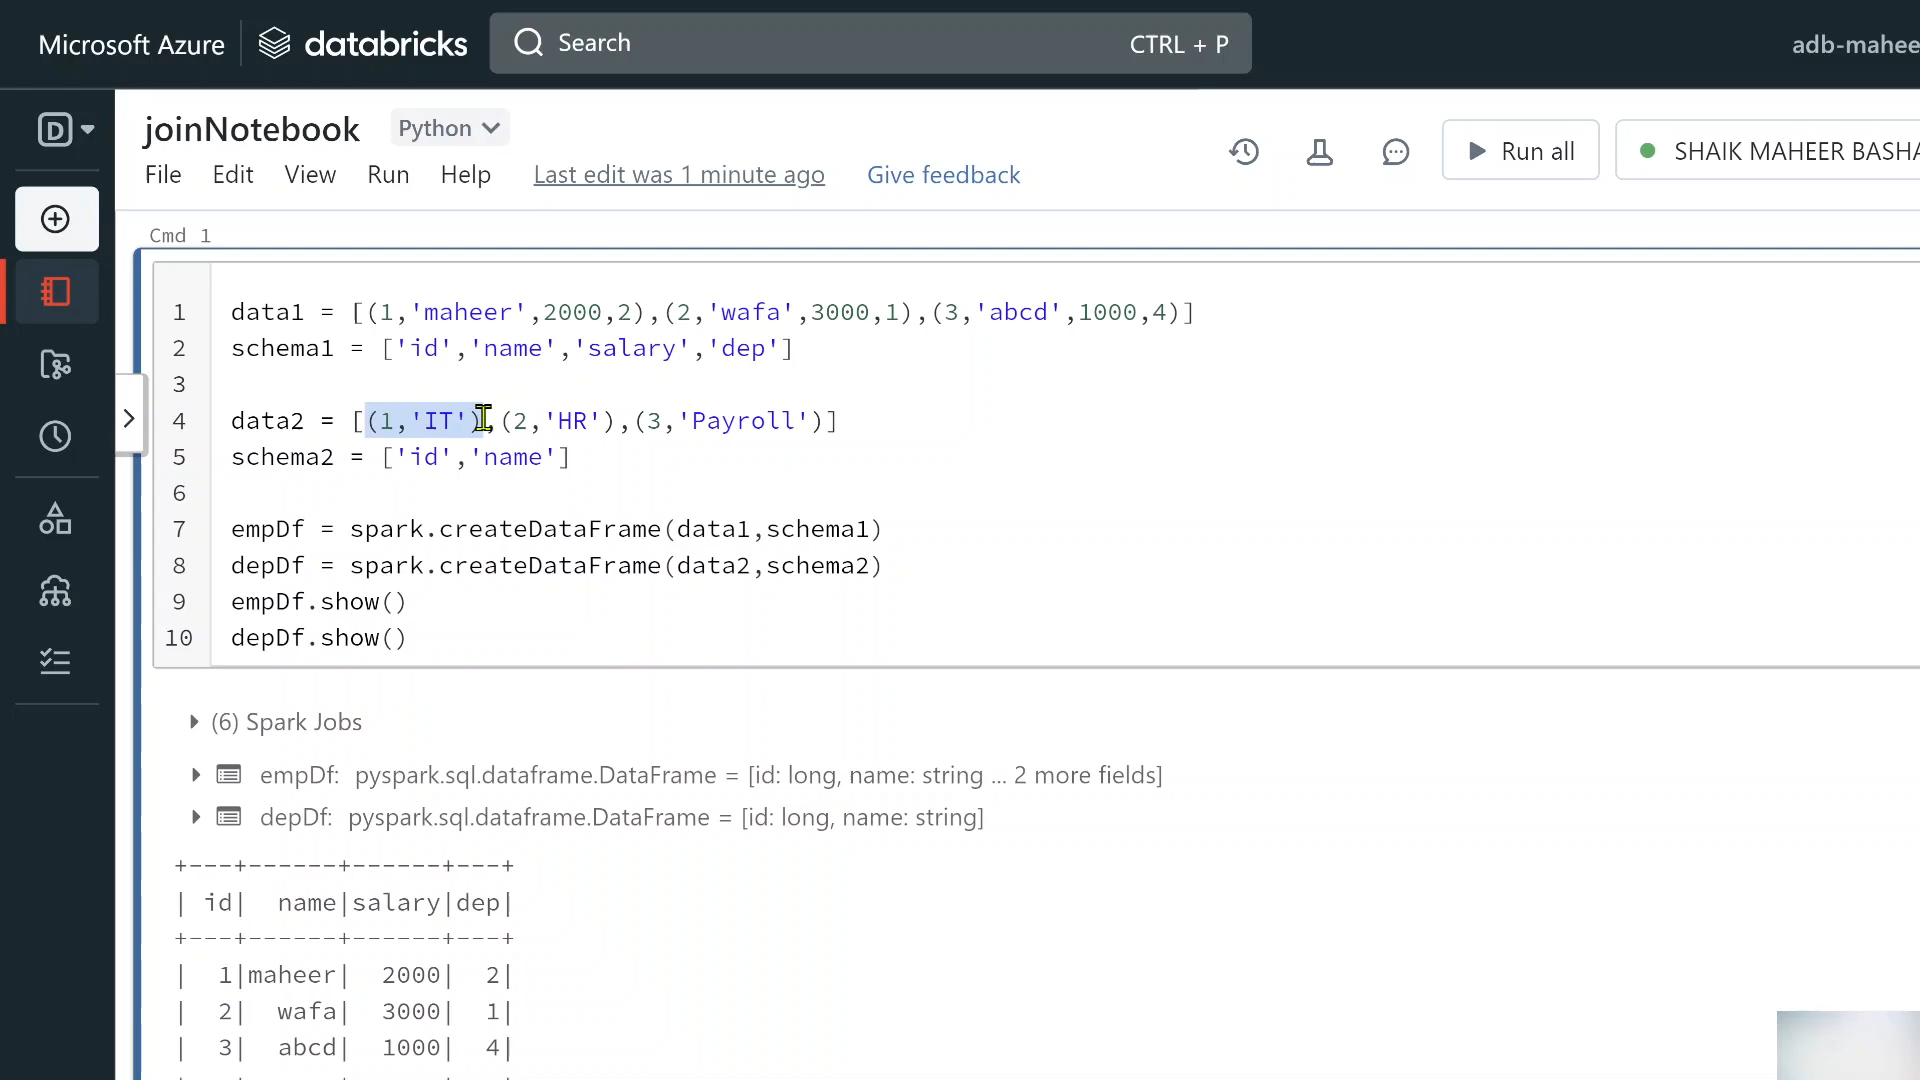 Microsoft Azure databricks Search CTRL + P adb-mahee
joinNotebook Python
File Edit View Run Help Last edit was 1 minute ago Give feedback
Run all SHAIK MAHEER BASHA
Cmd 1
1 data1 = [(1,'maheer',2000,2),(2,'wafa',3000,1),(3,'abcd',1000,4)]
2 schema1 = ['id','name','salary','dep']
3
4 data2 = [(1,'IT'),(2,'HR'),(3,'Payroll')]
5 schema2 = ['id','name']
6
7 empDf = spark.createDataFrame(data1,schema1)
8 depDf = spark.createDataFrame(data2,schema2)
9 empDf.show()
10 depDf.show()
(6) Spark Jobs
empDf: pyspark.sql.dataframe.DataFrame = [id: long, name: string ... 2 more fields]
depDf: pyspark.sql.dataframe.DataFrame = [id: long, name: string]
+---+------+------+---+
| id|  name|salary|dep|
+---+------+------+---+
|  1|maheer|  2000|  2|
|  2|  wafa|  3000|  1|
|  3|  abcd|  1000|  4|